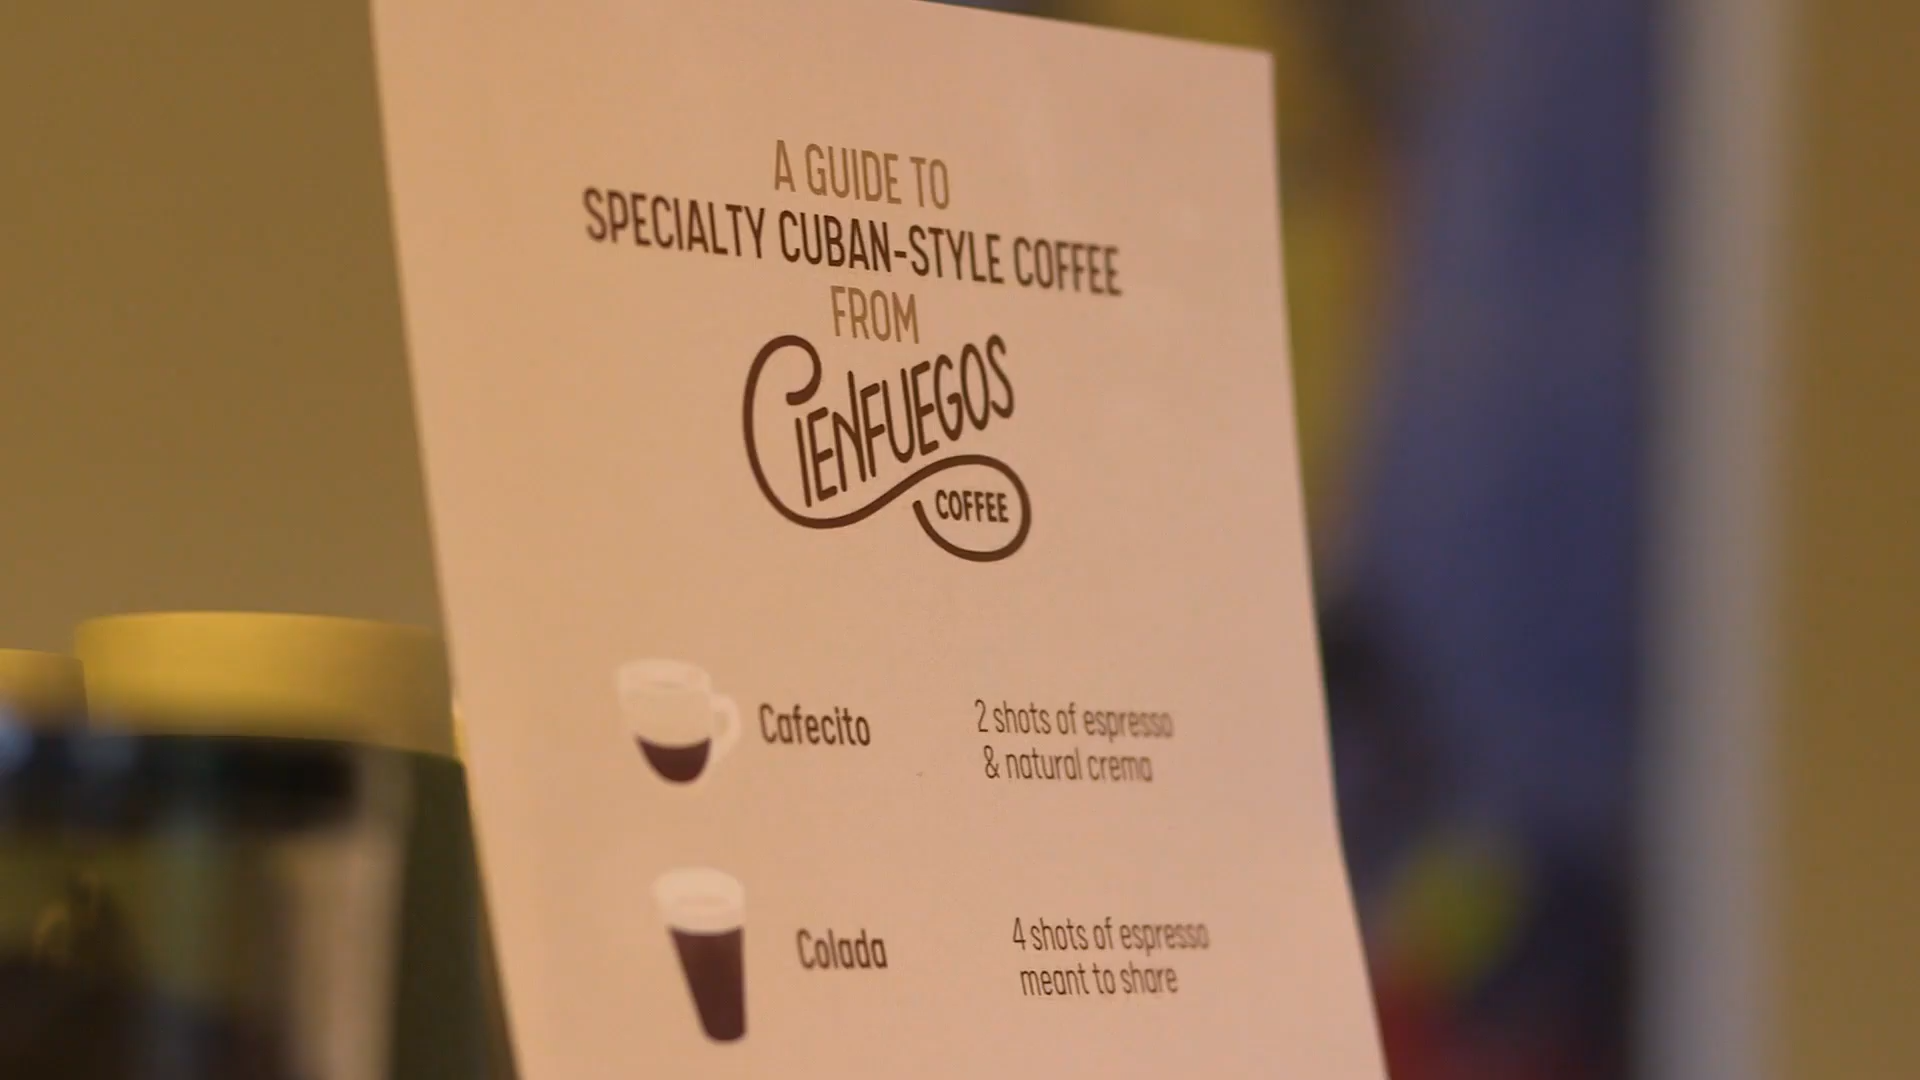 A GUIDE TO
SPECIALTY CUBAN-STYLE COFFEE
FROM
CIENFUEGOS
COFFEE
Cafecito
2 shots of espresso
& natural crema
Colada
4 shots of espresso
meant to share